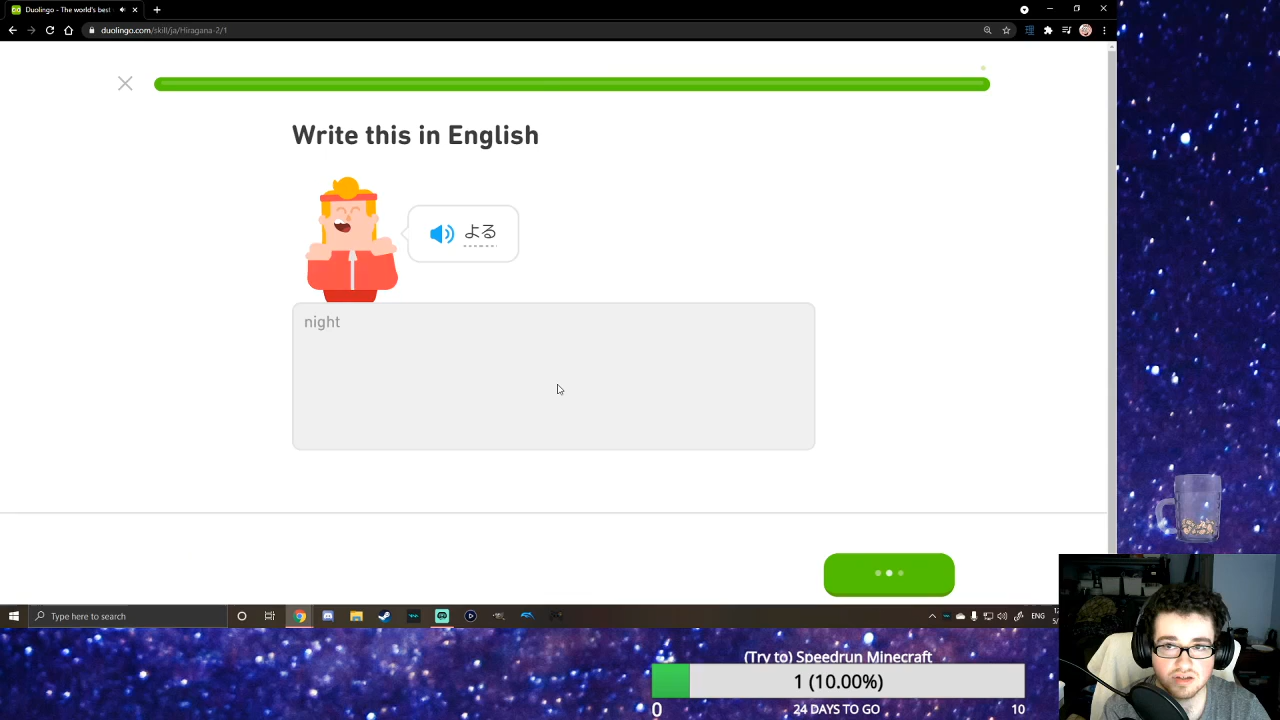 Duolingo - The world's best
duolingo.com/skill/ja/Hiragana-2/1
Write this in English
よる
night
Type here to search
ENG
(Try to) Speedrun Minecraft
1 (10.00%)
0
24 DAYS TO GO
10